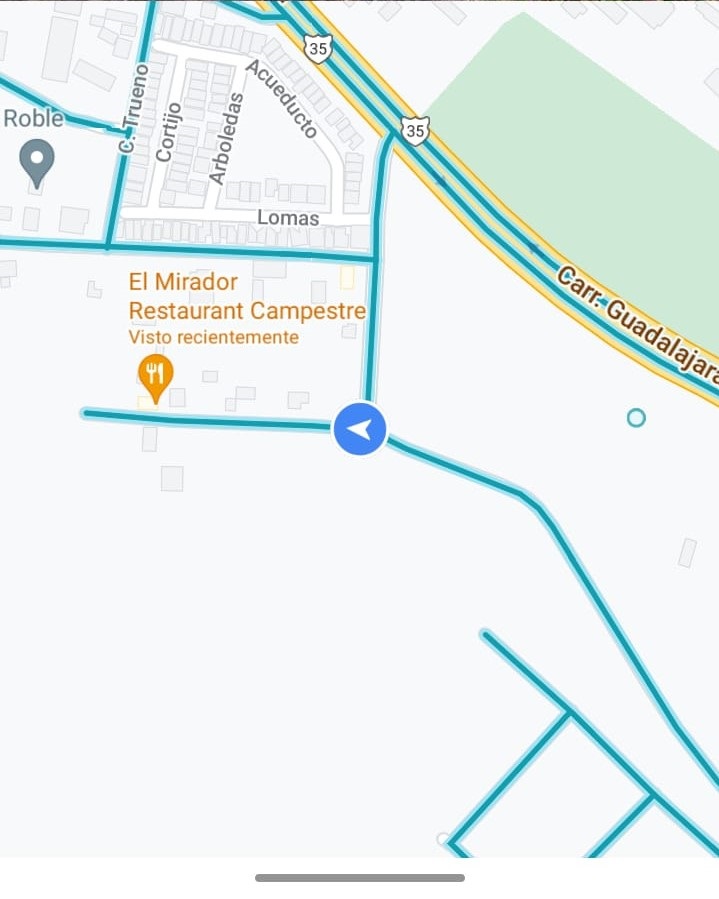 35
35
C. Trueno
Cortijo
Arboledas
Acueducto
Roble
Lomas
El Mirador
Restaurant Campestre
Visto recientemente
Carr. Guadalajara